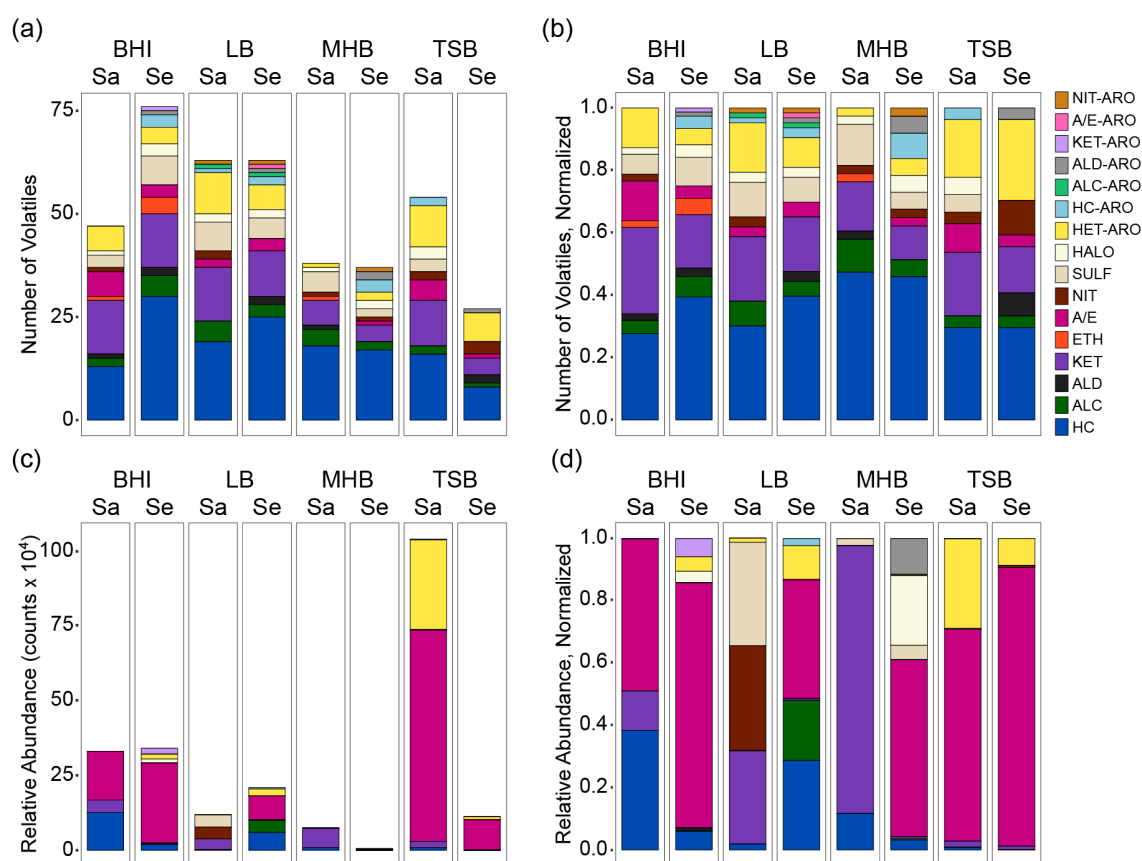 (a)
BHI LB MHB TSB
Sa Se Sa Se Sa Se Sa Se
Number of Volatiles
75
50
25
0
(b)
BHI LB MHB TSB
Sa Se Sa Se Sa Se Sa Se
Number of Volatiles, Normalized
1.0
0.8
0.6
0.4
0.2
0.0
NIT-ARO
A/E-ARO
KET-ARO
ALD-ARO
ALC-ARO
HC-ARO
HET-ARO
HALO
SULF
NIT
A/E
ETH
KET
ALD
ALC
HC
(c)
BHI LB MHB TSB
Sa Se Sa Se Sa Se Sa Se
Relative Abundance (counts x 10⁴)
100
75
50
25
0
(d)
BHI LB MHB TSB
Sa Se Sa Se Sa Se Sa Se
Relative Abundance, Normalized
1.0
0.8
0.6
0.4
0.2
0.0